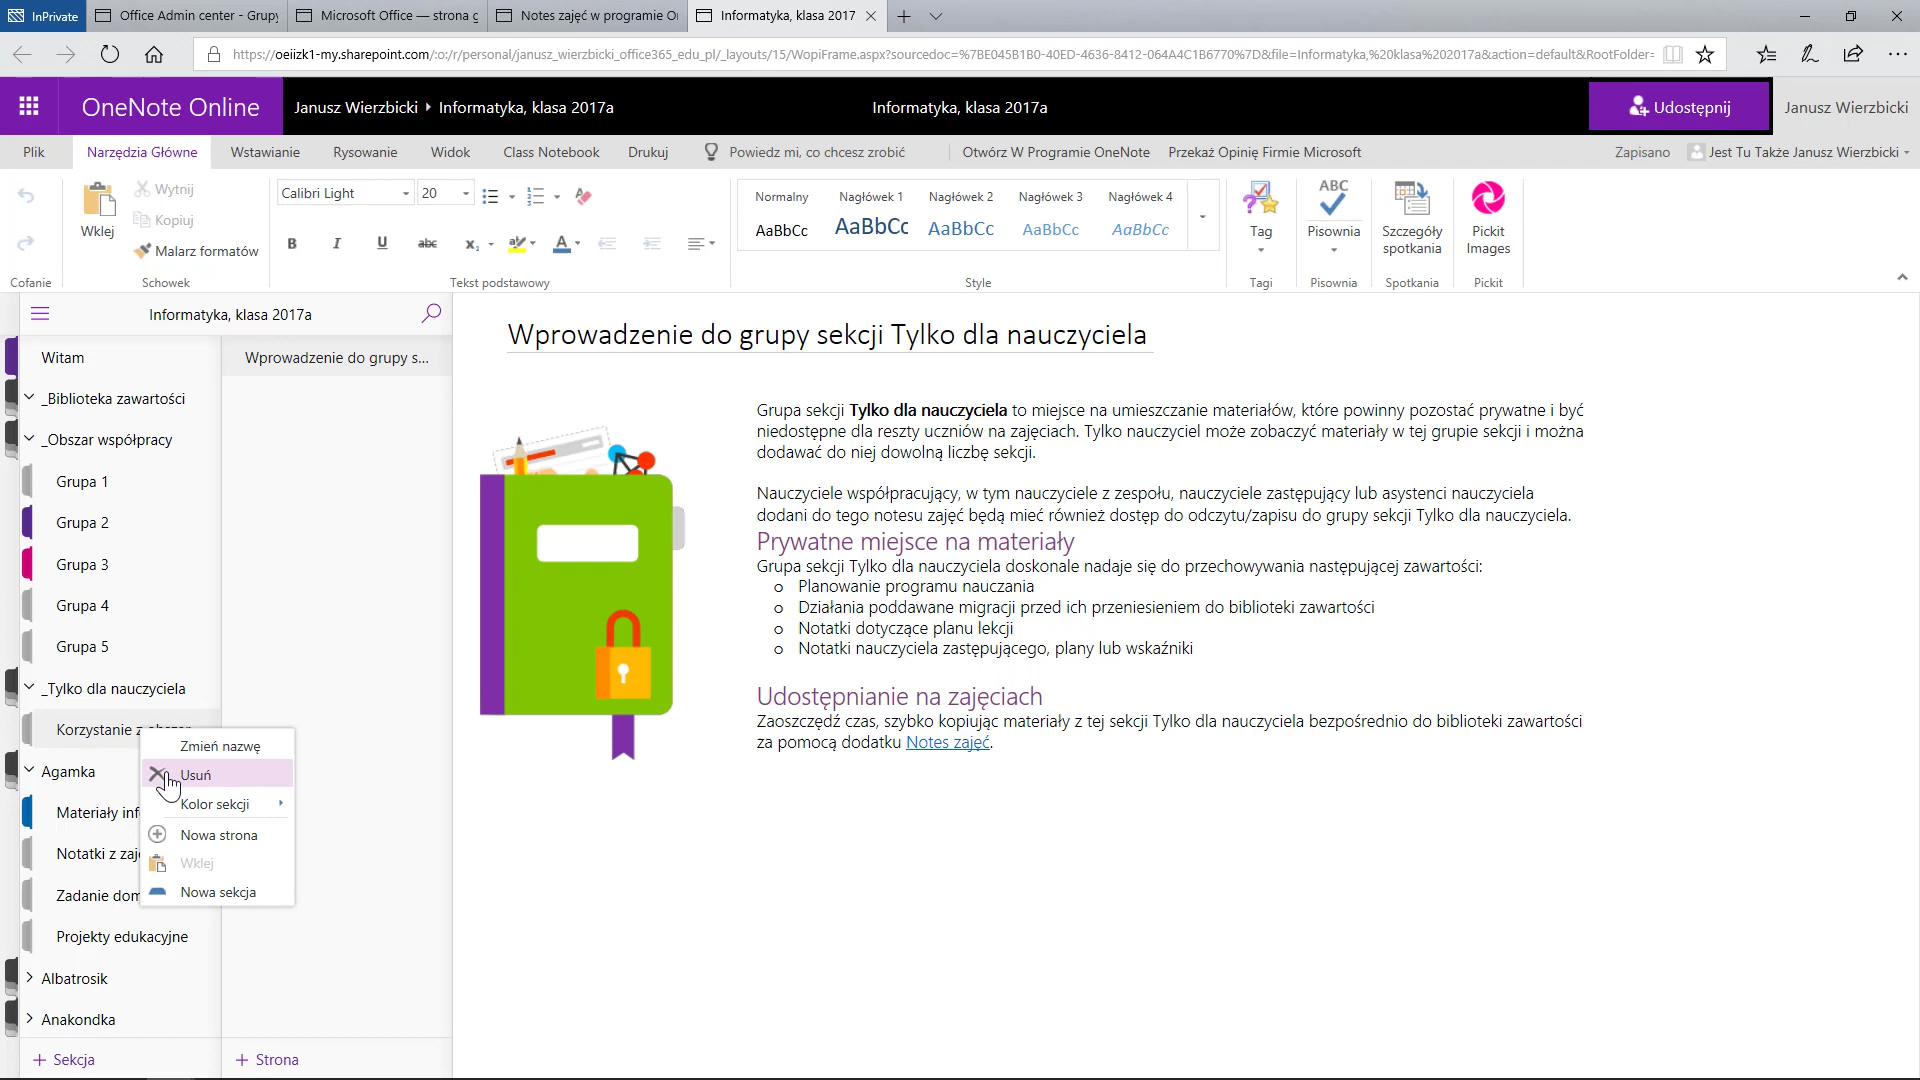 InPrivate
Office Admin center - Grupy
Microsoft Office — strona g
Notes zajęć w programie O
Informatyka, klasa 2017
https://oeiizk1-my.sharepoint.com/:o:/r/personal/janusz_wierzbicki_office365_edu_pl/_layouts/15/WopiFrame.aspx?sourcedoc=%7BE045B1B0-40ED-4636-8412-064A4C1B6770%7D&file=Informatyka,%20klasa%202017a&action=default&RootFolder=
OneNote Online
Janusz Wierzbicki
Informatyka, klasa 2017a
Informatyka, klasa 2017a
Udostępnij
Janusz Wierzbicki
Plik
Narzędzia Główne
Wstawianie
Rysowanie
Widok
Class Notebook
Drukuj
Powiedz mi, co chcesz zrobić
Otwórz W Programie OneNote
Przekaż Opinię Firmie Microsoft
Zapisano
Jest Tu Także Janusz Wierzbicki
Wklej
Wytnij
Kopiuj
Malarz formatów
Calibri Light
20
B
I
U
abc
x₂
A
Normalny
AaBbCc
Nagłówek 1
AaBbCc
Nagłówek 2
AaBbCc
Nagłówek 3
AaBbCc
Nagłówek 4
AaBbCc
Tag
ABC
Pisownia
Szczegóły
spotkania
Pickit
Images
Cofanie
Schowek
Tekst podstawowy
Style
Tagi
Pisownia
Spotkania
Pickit
Informatyka, klasa 2017a
Witam
_Biblioteka zawartości
_Obszar współpracy
Grupa 1
Grupa 2
Grupa 3
Grupa 4
Grupa 5
_Tylko dla nauczyciela
Korzystanie z obszar
Agamka
Materiały inf
Notatki z zaj
Zadanie dom
Projekty edukacyjne
Albatrosik
Anakondka
+ Sekcja
Zmień nazwę
Usuń
Kolor sekcji
Nowa strona
Wklej
Nowa sekcja
Wprowadzenie do grupy s...
+ Strona
Wprowadzenie do grupy sekcji Tylko dla nauczyciela
Grupa sekcji Tylko dla nauczyciela to miejsce na umieszczanie materiałów, które powinny pozostać prywatne i być
niedostępne dla reszty uczniów na zajęciach. Tylko nauczyciel może zobaczyć materiały w tej grupie sekcji i można
dodawać do niej dowolną liczbę sekcji.
Nauczyciele współpracujący, w tym nauczyciele z zespołu, nauczyciele zastępujący lub asystenci nauczyciela
dodani do tego notesu zajęć będą mieć również dostęp do odczytu/zapisu do grupy sekcji Tylko dla nauczyciela.
Prywatne miejsce na materiały
Grupa sekcji Tylko dla nauczyciela doskonale nadaje się do przechowywania następującej zawartości:
o Planowanie programu nauczania
o Działania poddawane migracji przed ich przeniesieniem do biblioteki zawartości
o Notatki dotyczące planu lekcji
o Notatki nauczyciela zastępującego, plany lub wskaźniki
Udostępnianie na zajęciach
Zaoszczędź czas, szybko kopiując materiały z tej sekcji Tylko dla nauczyciela bezpośrednio do biblioteki zawartości
za pomocą dodatku Notes zajęć.